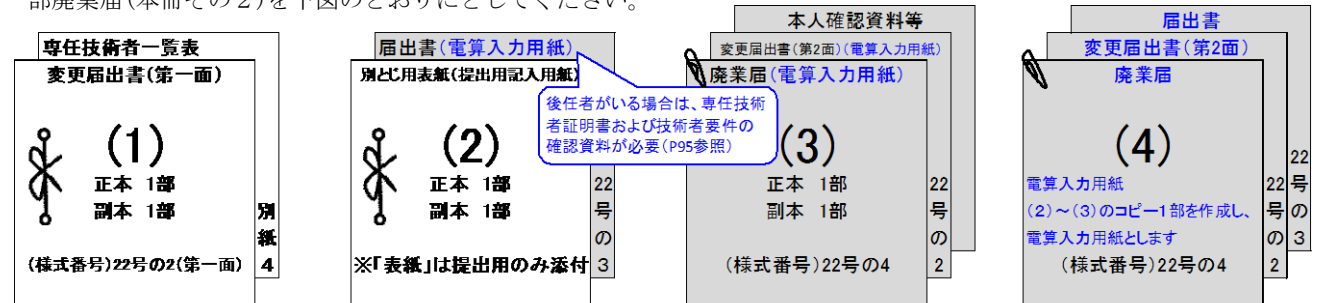 部廃業届(本冊その２)を下図のとおりにとしてください。
専任技術者一覧表
変更届出書(第一面)
(1)
正本 1部
副本 1部
別紙4
(様式番号)22号の2(第一面)
届出書(電算入力用紙)
別とじ用表紙(提出用記入用紙)
(2)
正本 1部
副本 1部
※「表紙」は提出用のみ添付
22号の3
後任者がいる場合は、専任技術
者証明書および技術者要件の
確認資料が必要(P95参照)
本人確認資料等
変更届出書(第2面)(電算入力用紙)
廃業届(電算入力用紙)
(3)
正本 1部
副本 1部
(様式番号)22号の4
22号の2
届出書
変更届出書(第2面)
廃業届
(4)
電算入力用紙
(2)～(3)のコピー1部を作成し、
電算入力用紙とします
(様式番号)22号の4
22号の2
22号の3